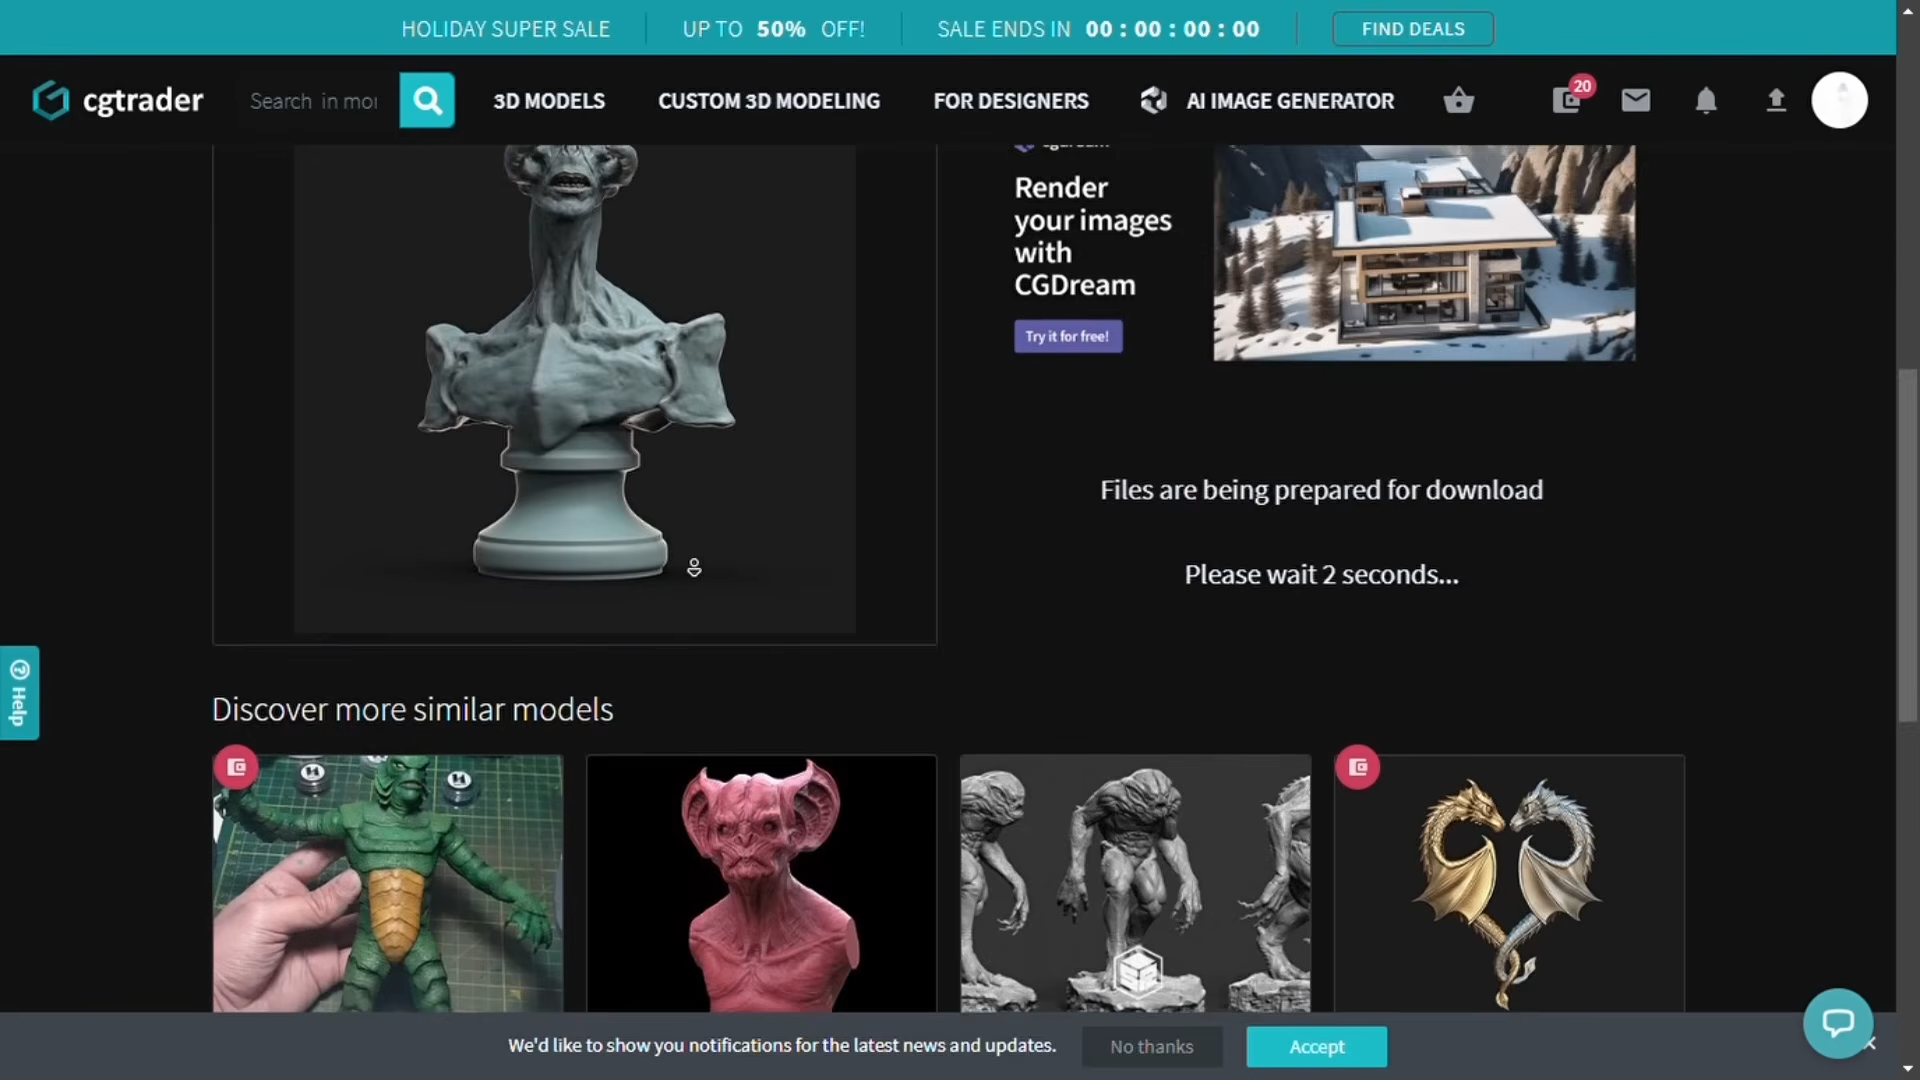 HOLIDAY SUPER SALE
UP TO 50% OFF!
SALE ENDS IN 00 : 00 : 00 : 00
FIND DEALS
cgtrader
Search in mo
3D MODELS
CUSTOM 3D MODELING
FOR DESIGNERS
AI IMAGE GENERATOR
20
Render
your images
with
CGDream
Try it for free!
Files are being prepared for download
Please wait 2 seconds...
Help
Discover more similar models
We'd like to show you notifications for the latest news and updates.
No thanks
Accept